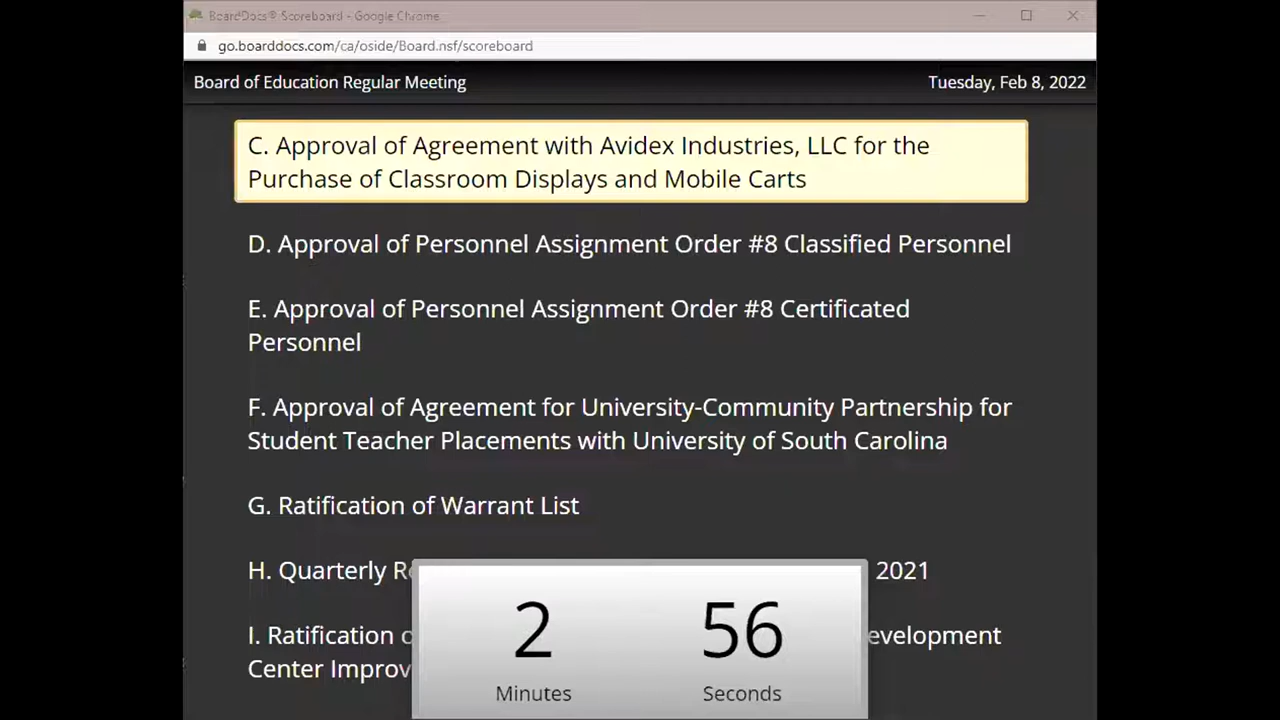 BoardDocs® Scoreboard - Google Chrome
go.boarddocs.com/ca/oside/Board.nsf/scoreboard
Board of Education Regular Meeting
Tuesday, Feb 8, 2022
C. Approval of Agreement with Avidex Industries, LLC for the
Purchase of Classroom Displays and Mobile Carts
D. Approval of Personnel Assignment Order #8 Classified Personnel
E. Approval of Personnel Assignment Order #8 Certificated
Personnel
F. Approval of Agreement for University-Community Partnership for
Student Teacher Placements with University of South Carolina
G. Ratification of Warrant List
H. Quarterly 2021
I. Ratification evelopment
Center Improv
2 56
Minutes Seconds